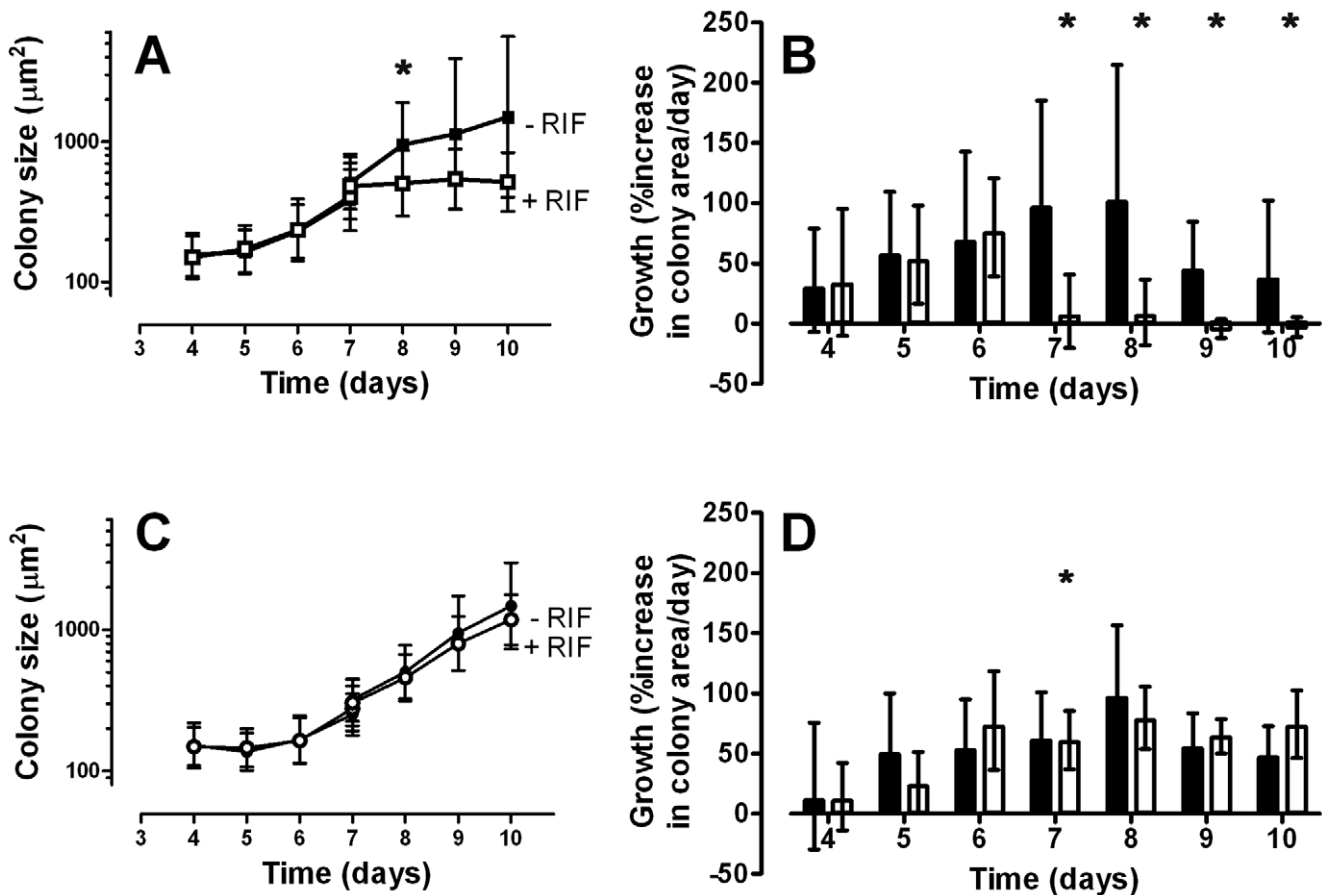 A
Colony size (μm²)
1000
100
*
- RIF
+ RIF
3 4 5 6 7 8 9 10
Time (days)
B
Growth (%increase
in colony area/day)
250
200
150
100
50
0
-50
* * * *
4 5 6 7 8 9 10
Time (days)
C
Colony size (μm²)
1000
100
- RIF
+ RIF
3 4 5 6 7 8 9 10
Time (days)
D
Growth (%increase
in colony area/day)
250
200
150
100
50
0
-50
*
4 5 6 7 8 9 10
Time (days)